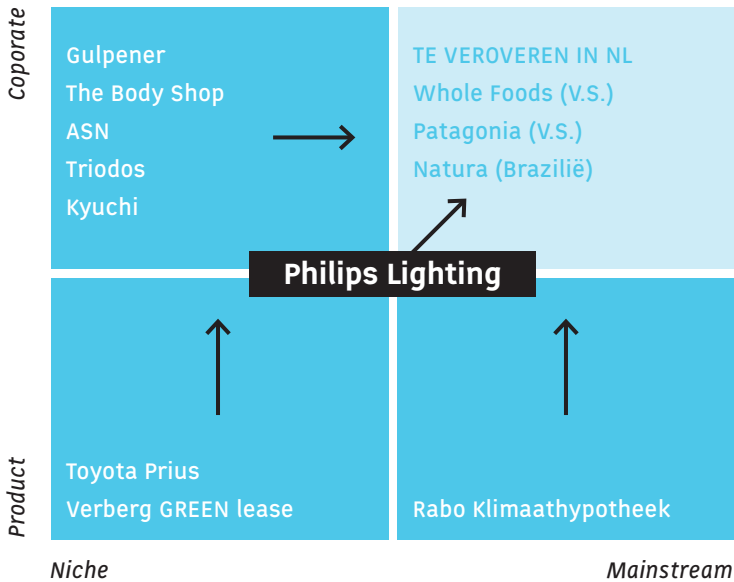 Coporate
Gulpener
The Body Shop
ASN
Triodos
Kyuchi
TE VEROVEREN IN NL
Whole Foods (V.S.)
Patagonia (V.S.)
Natura (Brazilië)
Philips Lighting
Product
Toyota Prius
Verberg GREEN lease
Rabo Klimaathypotheek
Niche
Mainstream